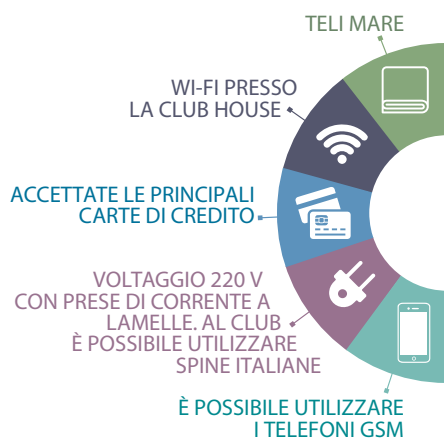 TELI MARE
WI-FI PRESSO
LA CLUB HOUSE
ACCETTATE LE PRINCIPALI
CARTE DI CREDITO
VOLTAGGIO 220 V
CON PRESE DI CORRENTE A
LAMELLE. AL CLUB
È POSSIBILE UTILIZZARE
SPINE ITALIANE
È POSSIBILE UTILIZZARE
I TELEFONI GSM